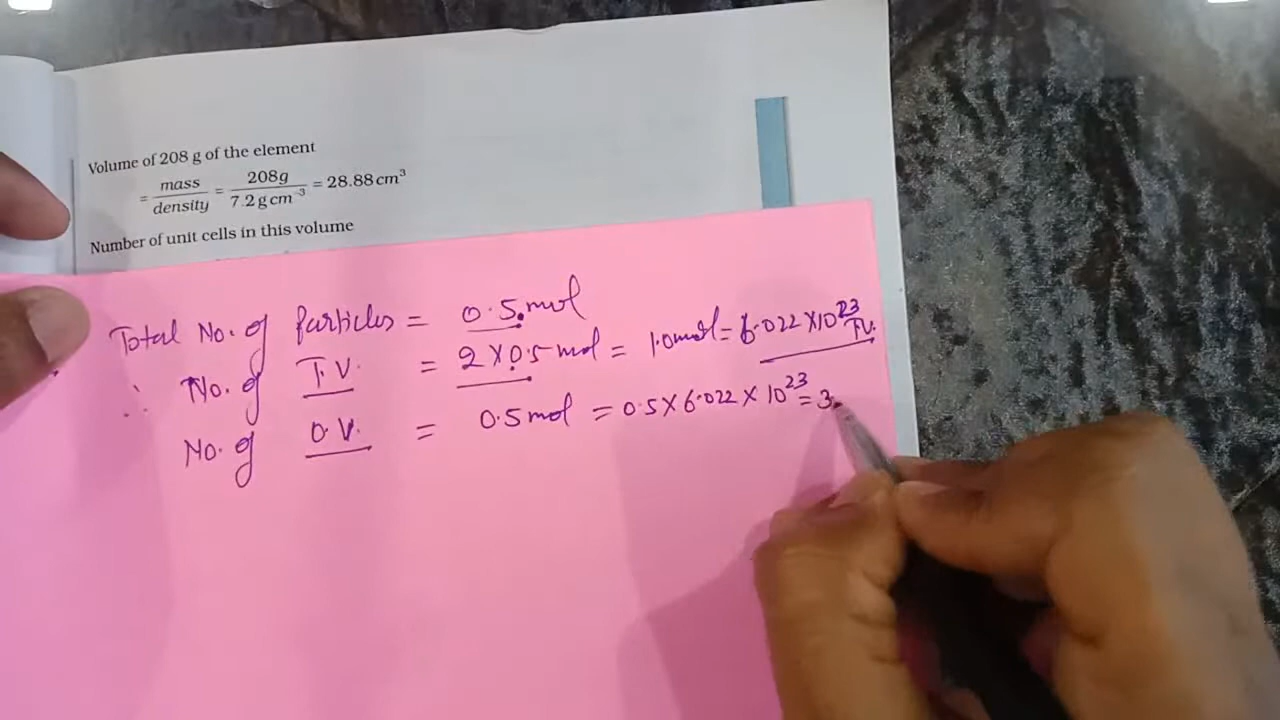 Volume of 208 g of the element
= mass / density = 208g / 7.2 g cm⁻³ = 28.88 cm³
Number of unit cells in this volume
Total No. of particles = 0.5 mol
∴ No. of T.V. = 2 × 0.5 mol = 1.0 mol = 6.022 × 10²³ T.V.
No. of O.V. = 0.5 mol = 0.5 × 6.022 × 10²³ = 3.